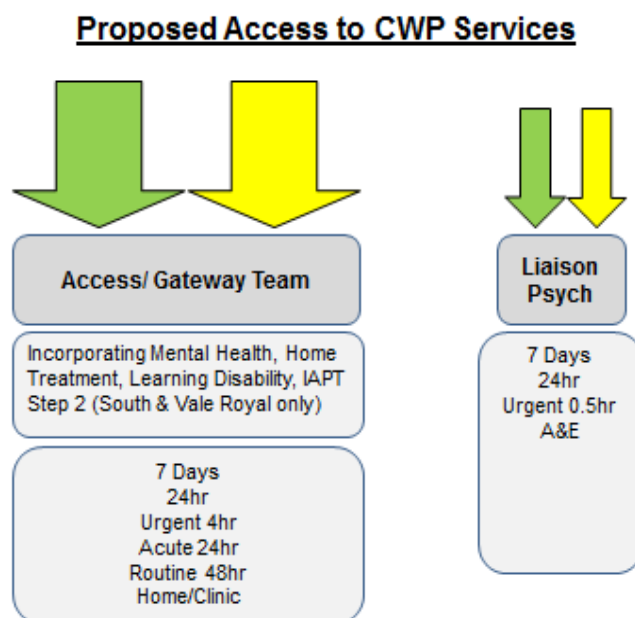 Proposed Access to CWP Services
Access/ Gateway Team
Incorporating Mental Health, Home
Treatment, Learning Disability, IAPT
Step 2 (South & Vale Royal only)
7 Days
24hr
Urgent 4hr
Acute 24hr
Routine 48hr
Home/Clinic
Liaison
Psych
7 Days
24hr
Urgent 0.5hr
A&E